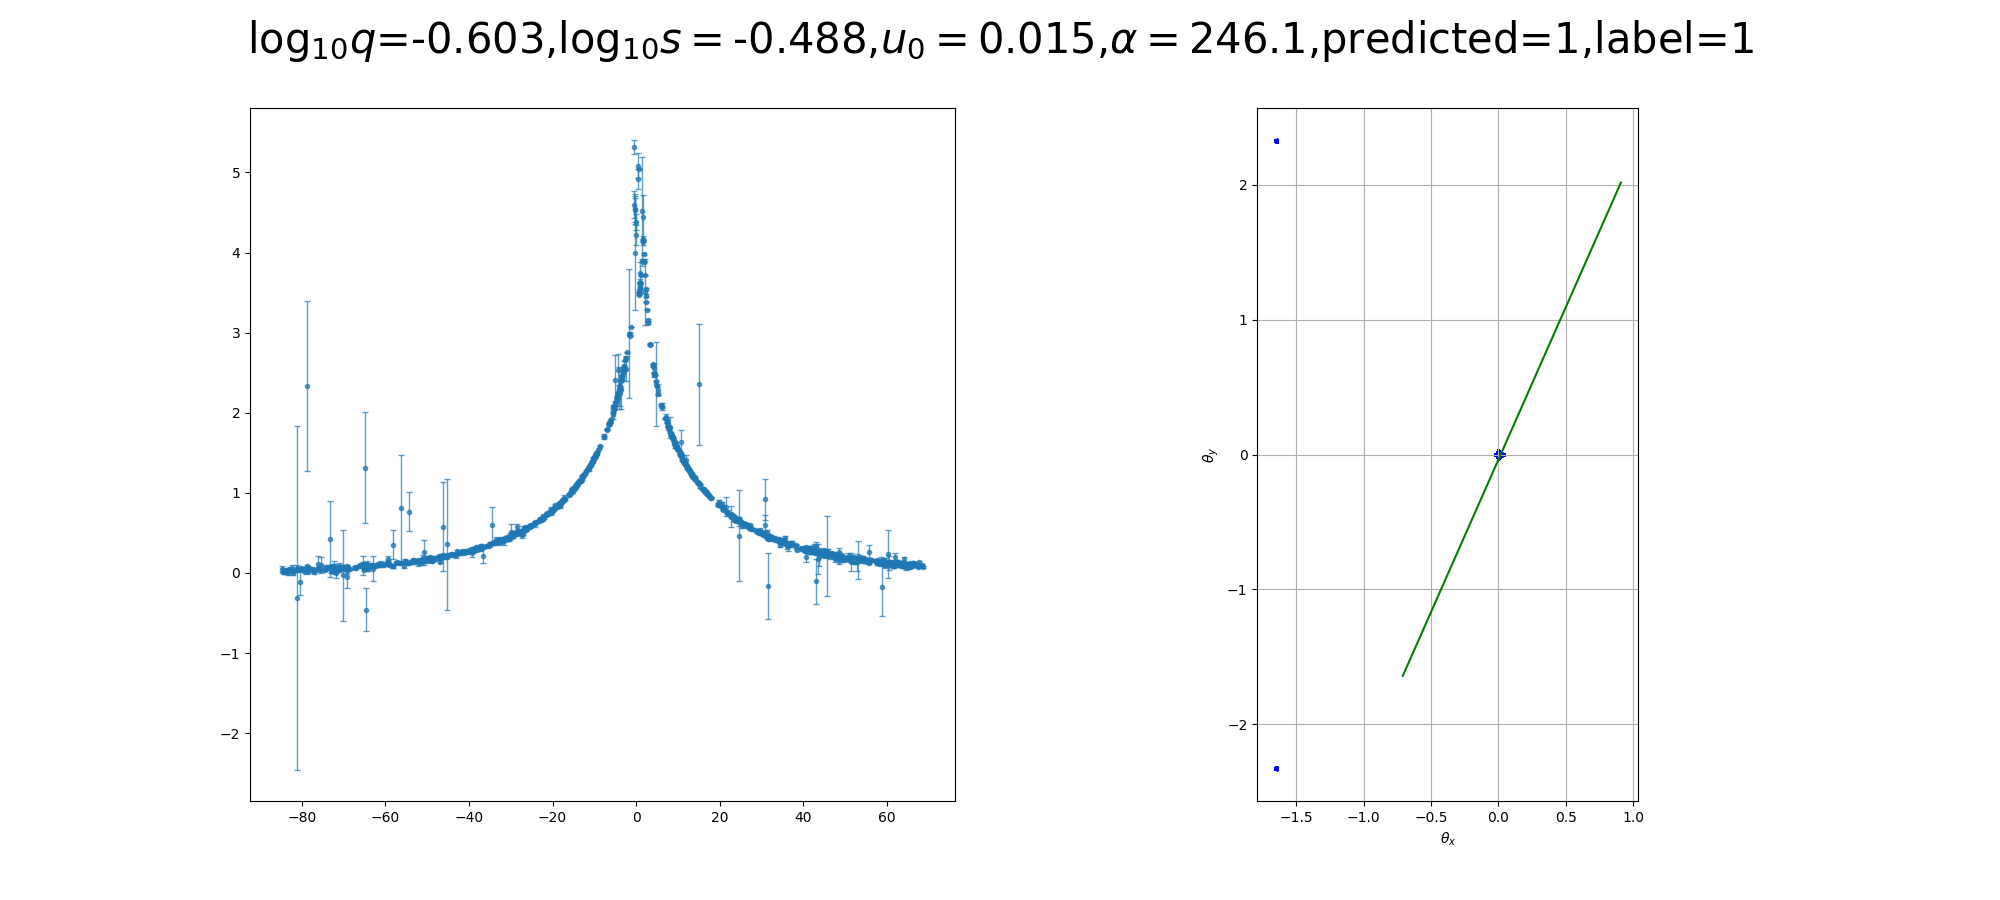 log₁₀q=-0.603,log₁₀s = -0.488,u₀ = 0.015,α = 246.1,predicted=1,label=1
5
4
3
2
1
0
−1
−2
−80 −60 −40 −20 0 20 40 60
2
1
0
−1
−2
θy
−1.5 −1.0 −0.5 0.0 0.5 1.0
θx